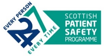 EVERY PERSON
EVERY TIME
SCOTTISH
PATIENT
SAFETY
PROGRAMME